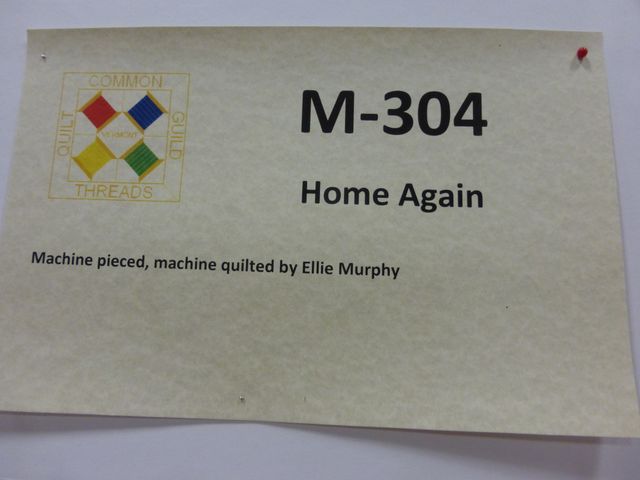 COMMON
QUILT
GUILD
VERMONT
THREADS
M-304
Home Again
Machine pieced, machine quilted by Ellie Murphy